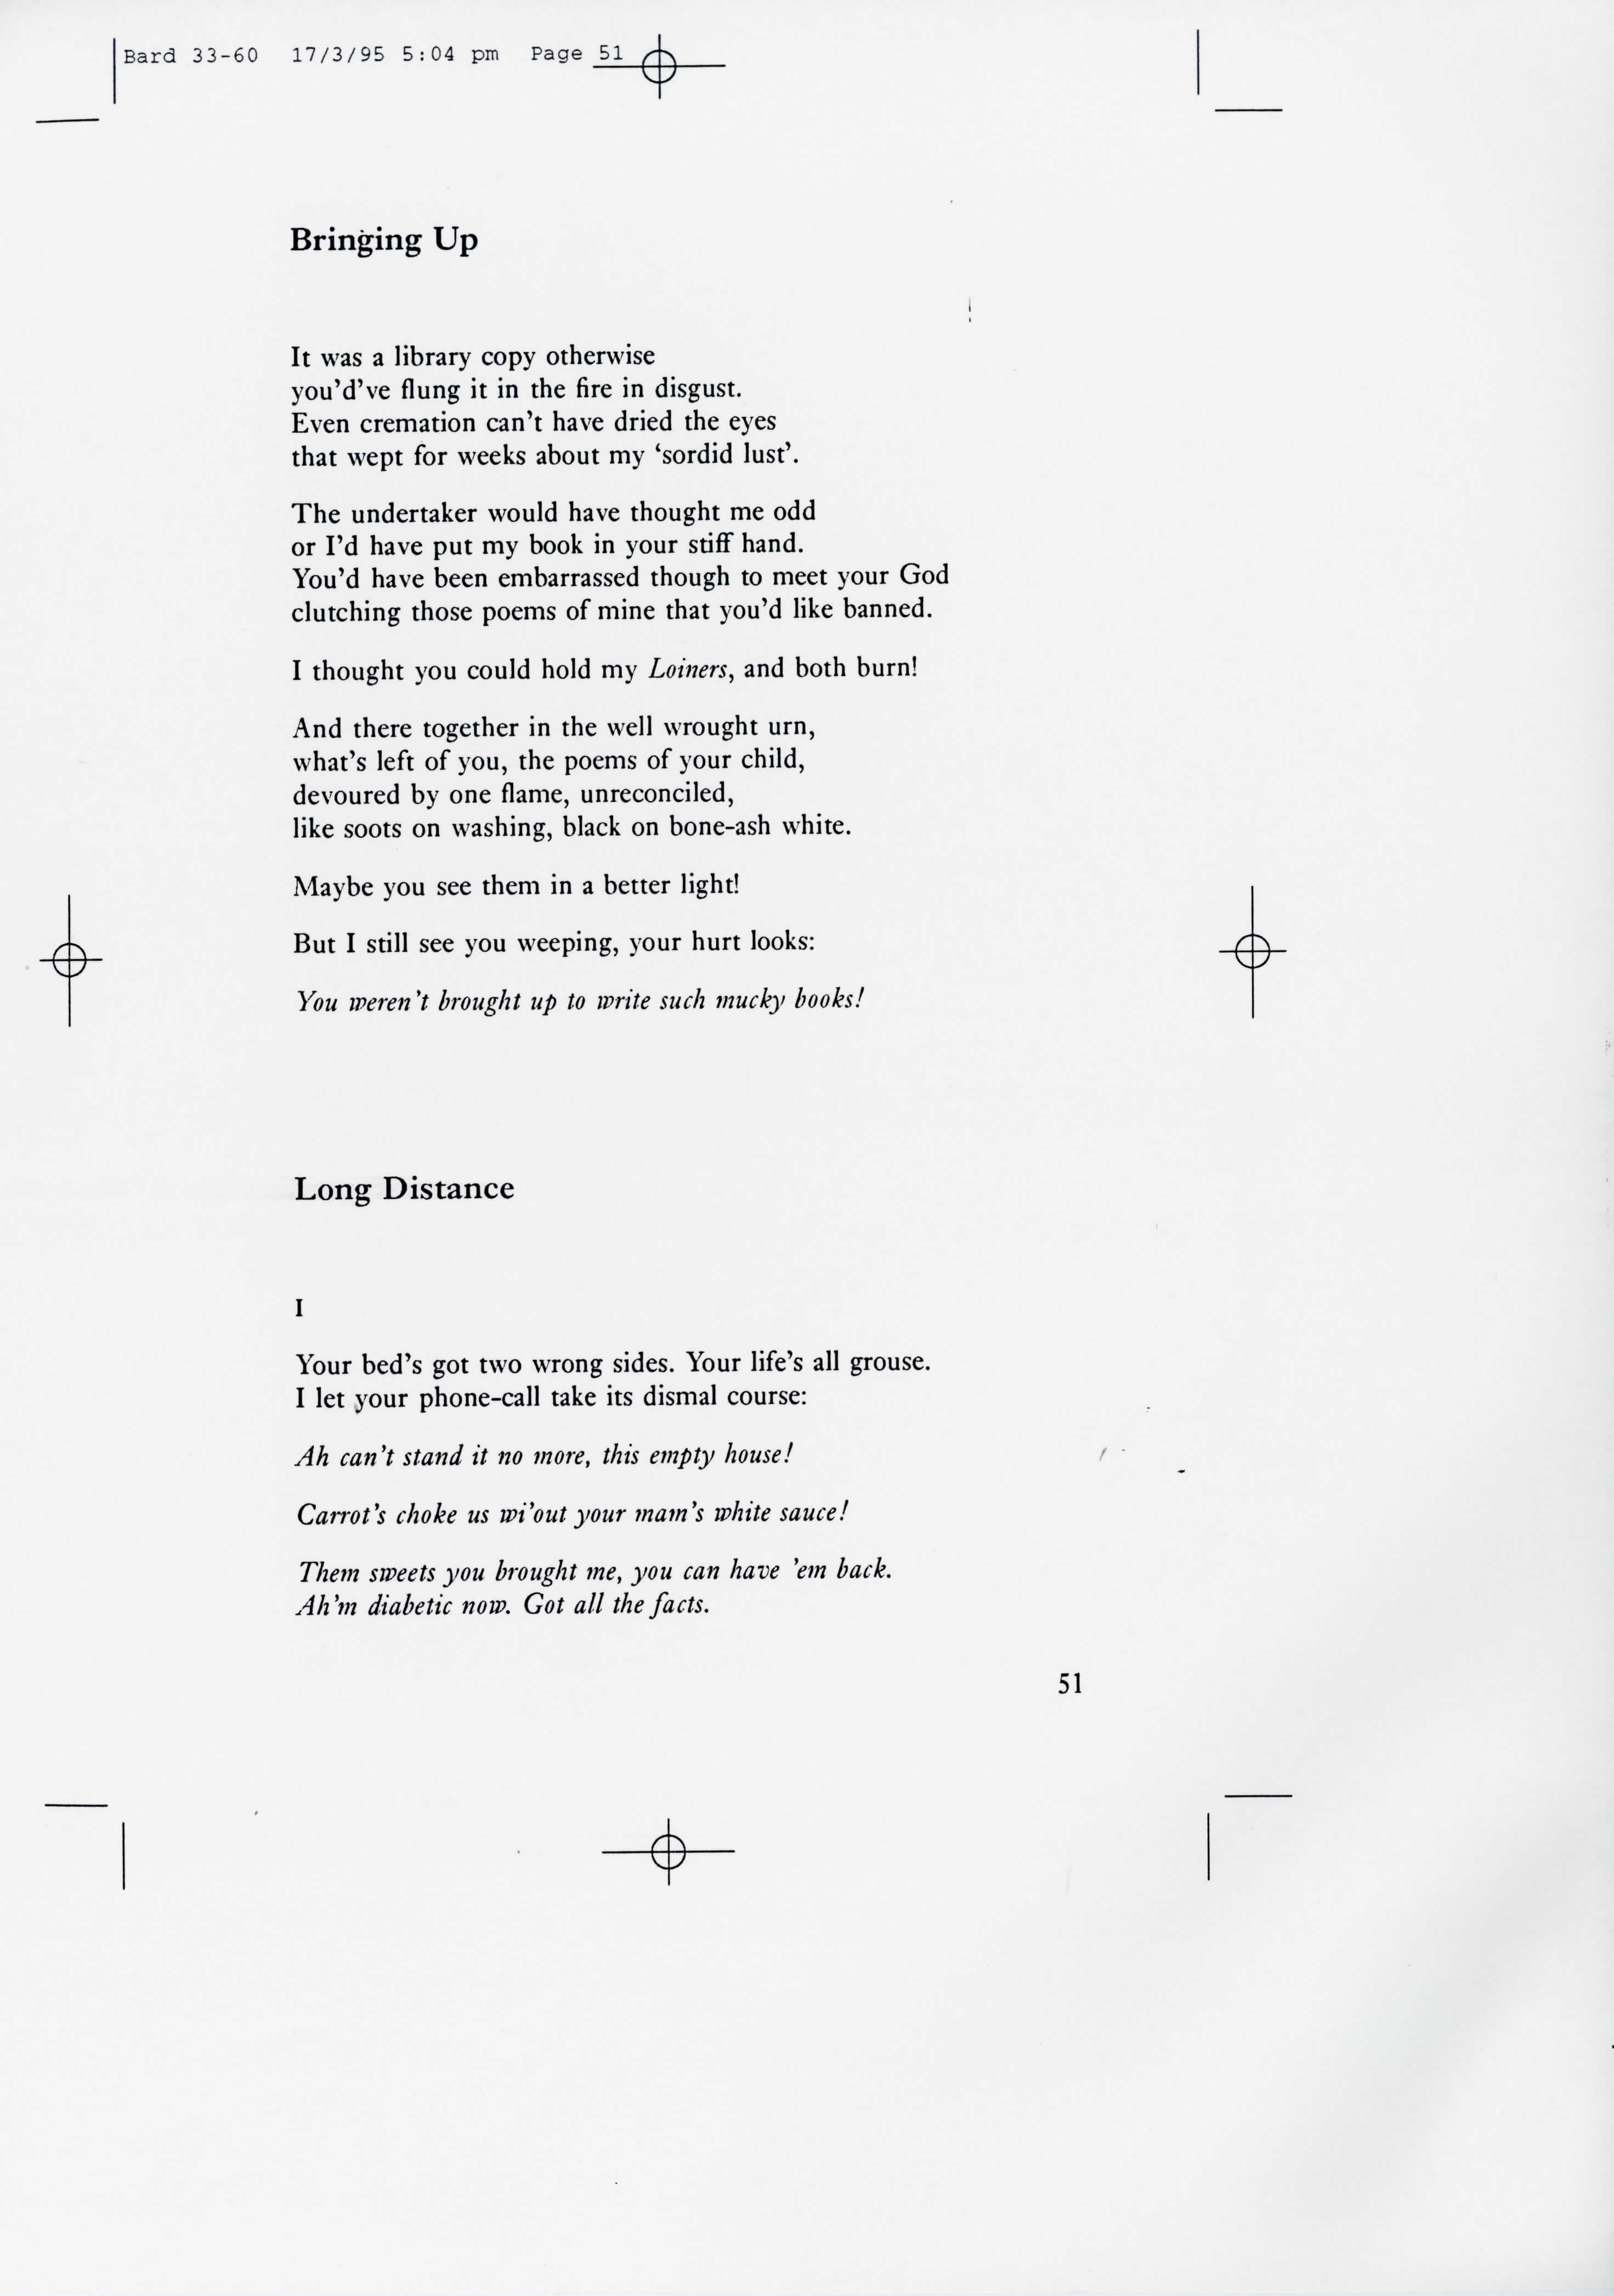 Bard 33-60 17/3/95 5:04 pm Page 51
Bringing Up
It was a library copy otherwise
you'd've flung it in the fire in disgust.
Even cremation can't have dried the eyes
that wept for weeks about my ‘sordid lust’.
The undertaker would have thought me odd
or I'd have put my book in your stiff hand.
You'd have been embarrassed though to meet your God
clutching those poems of mine that you'd like banned.
I thought you could hold my Loiners, and both burn!
And there together in the well wrought urn,
what's left of you, the poems of your child,
devoured by one flame, unreconciled,
like soots on washing, black on bone-ash white.
Maybe you see them in a better light!
But I still see you weeping, your hurt looks:
You weren't brought up to write such mucky books!
Long Distance
I
Your bed's got two wrong sides. Your life's all grouse.
I let your phone-call take its dismal course:
Ah can't stand it no more, this empty house!
Carrot's choke us wi'out your mam's white sauce!
Them sweets you brought me, you can have 'em back.
Ah'm diabetic now. Got all the facts.
51